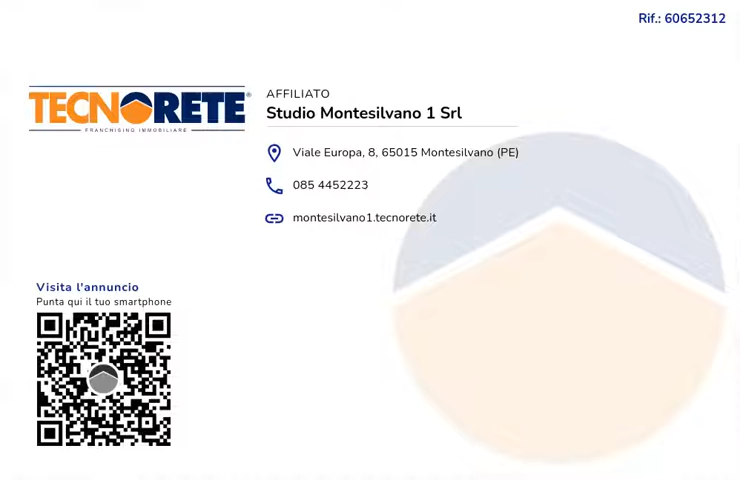 Rif.: 60652312
TECNORETE®
FRANCHISING IMMOBILIARE
AFFILIATO
Studio Montesilvano 1 Srl
Viale Europa, 8, 65015 Montesilvano (PE)
085 4452223
montesilvano1.tecnorete.it
Visita l'annuncio
Punta qui il tuo smartphone